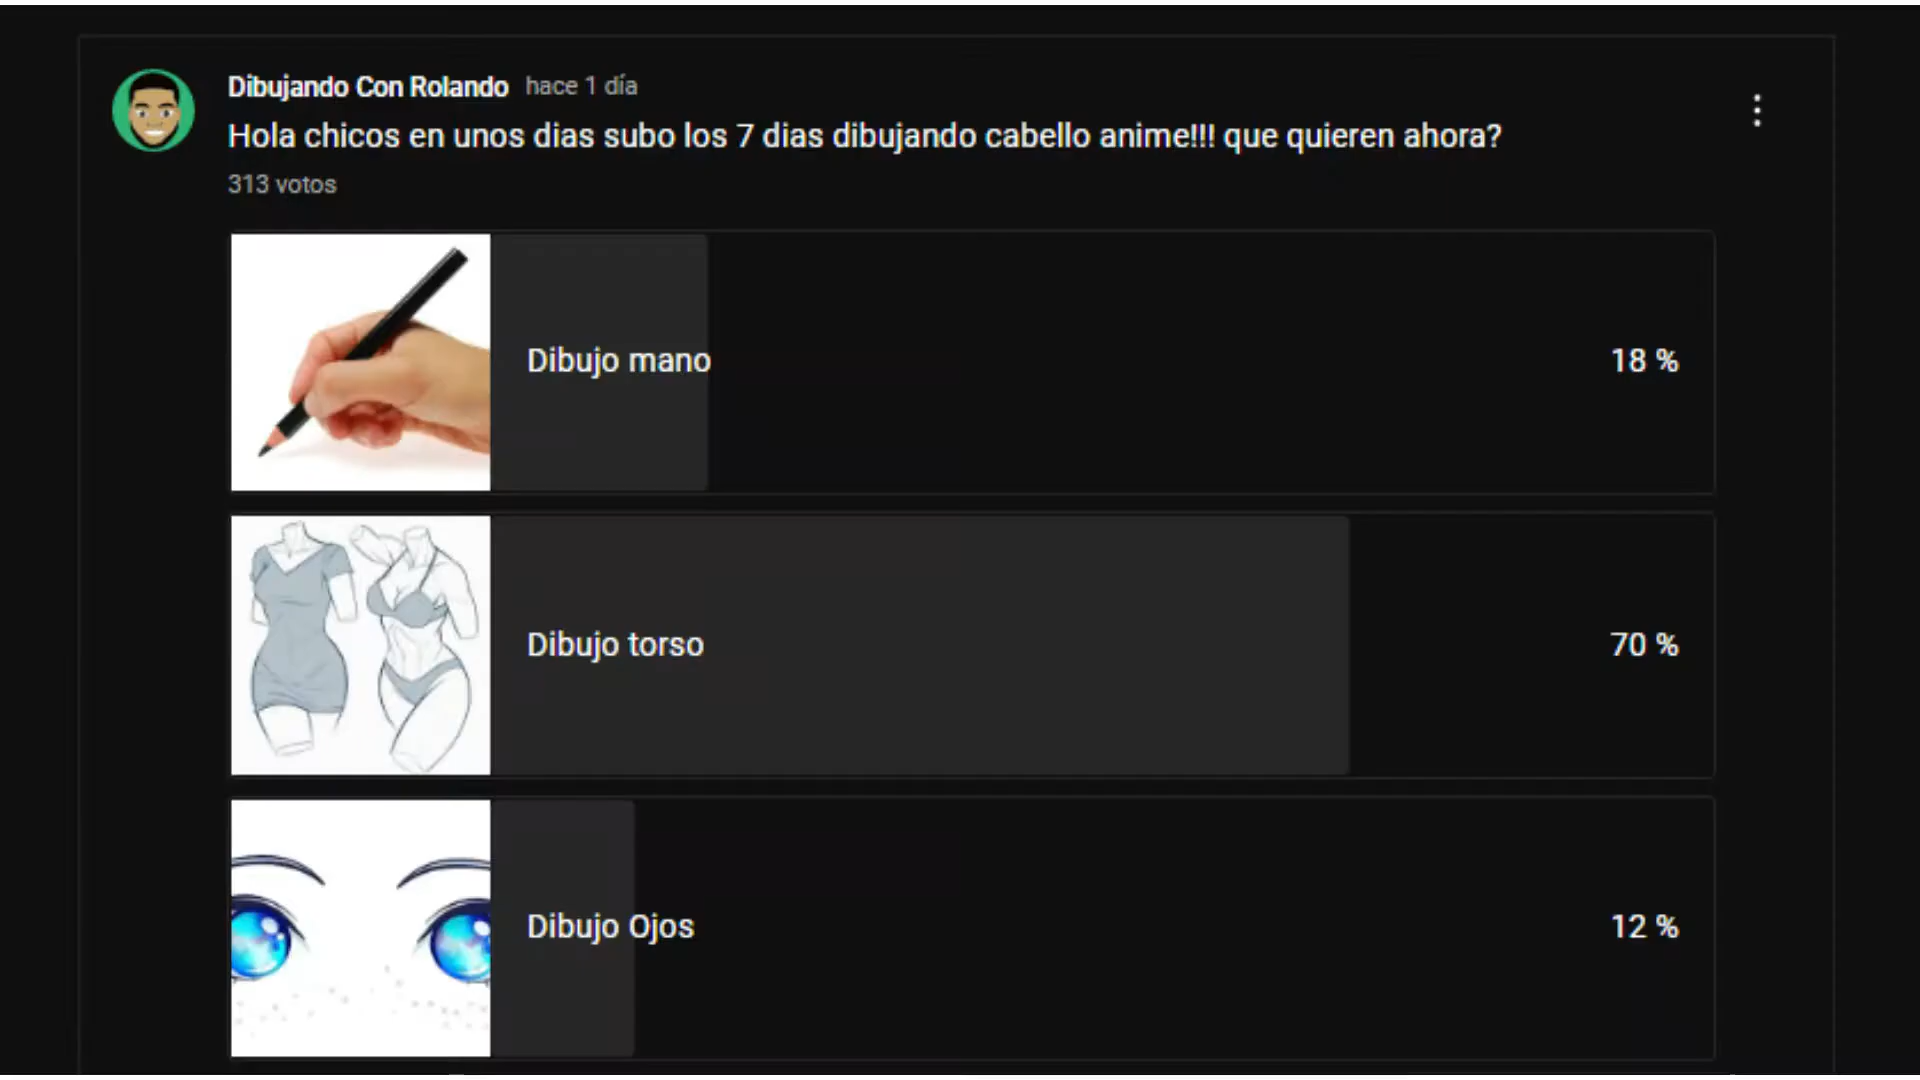 Dibujando Con Rolando hace 1 día
Hola chicos en unos dias subo los 7 dias dibujando cabello anime!!! que quieren ahora?
313 votos
Dibujo mano 18 %
Dibujo torso 70 %
Dibujo Ojos 12 %